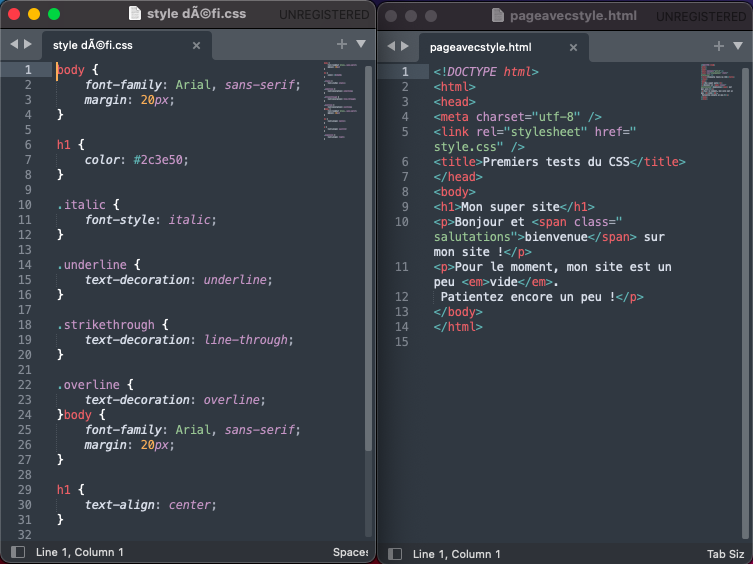 style dÃ©fi.css
UNREGISTERED
style dÃ©fi.css
1 body {
2 font-family: Arial, sans-serif;
3 margin: 20px;
4 }
5
6 h1 {
7 color: #2c3e50;
8 }
9
10 .italic {
11 font-style: italic;
12 }
13
14 .underline {
15 text-decoration: underline;
16 }
17
18 .strikethrough {
19 text-decoration: line-through;
20 }
21
22 .overline {
23 text-decoration: overline;
24 }body {
25 font-family: Arial, sans-serif;
26 margin: 20px;
27 }
28
29 h1 {
30 text-align: center;
31 }
32
Line 1, Column 1
Spaces
pageavecstyle.html
UNREGISTERED
pageavecstyle.html
1 <!DOCTYPE html>
2 <html>
3 <head>
4 <meta charset="utf-8" />
5 <link rel="stylesheet" href="
style.css" />
6 <title>Premiers tests du CSS</title>
7 </head>
8 <body>
9 <h1>Mon super site</h1>
10 <p>Bonjour et <span class="
salutations">bienvenue</span> sur
mon site !</p>
11 <p>Pour le moment, mon site est un
peu <em>vide</em>.
12 Patientez encore un peu !</p>
13 </body>
14 </html>
15
Line 1, Column 1
Tab Siz